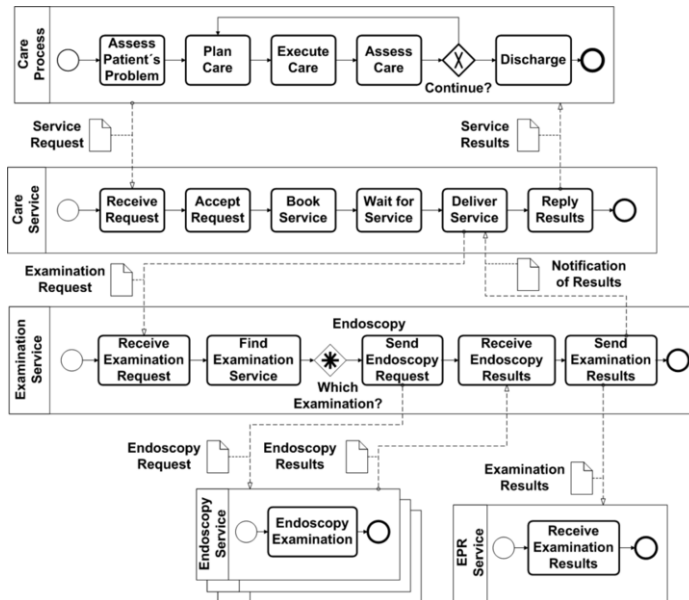 Care
Process
Assess
Patient´s
Problem
Plan
Care
Execute
Care
Assess
Care
Continue?
Discharge
Service
Request
Service
Results
Care
Service
Receive
Request
Accept
Request
Book
Service
Wait for
Service
Deliver
Service
Reply
Results
Examination
Request
Notification
of Results
Examination
Service
Receive
Examination
Request
Find
Examination
Service
Which
Examination?
Endoscopy
Send
Endoscopy
Request
Receive
Endoscopy
Results
Send
Examination
Results
Endoscopy
Request
Endoscopy
Results
Examination
Results
Endoscopy
Service
Endoscopy
Examination
EPR
Service
Receive
Examination
Results